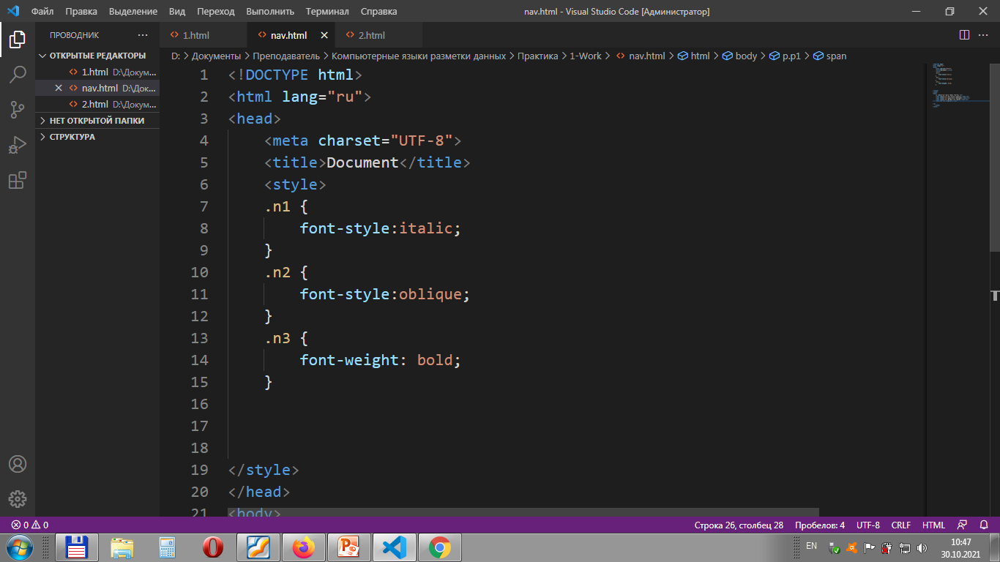 Файл Правка Выделение Вид Переход Выполнить Терминал Справка nav.html - Visual Studio Code [Администратор]
ПРОВОДНИК ···
1.html nav.html 2.html
D: > Документы > Преподаватель > Компьютерные языки разметки данных > Практика > 1-Work > nav.html > html > body > p.p1 > span
ОТКРЫТЫЕ РЕДАКТОРЫ
1.html D:\Докум...
nav.html D:\Док...
2.html D:\Докум...
НЕТ ОТКРЫТОЙ ПАПКИ
СТРУКТУРА
1 <!DOCTYPE html>
2 <html lang="ru">
3 <head>
4 <meta charset="UTF-8">
5 <title>Document</title>
6 <style>
7 .n1 {
8 font-style:italic;
9 }
10 .n2 {
11 font-style:oblique;
12 }
13 .n3 {
14 font-weight: bold;
15 }
16
17
18
19 </style>
20 </head>
21 <body>
0 0 Строка 26, столбец 28 Пробелов: 4 UTF-8 CRLF HTML
EN 10:47
30.10.2021